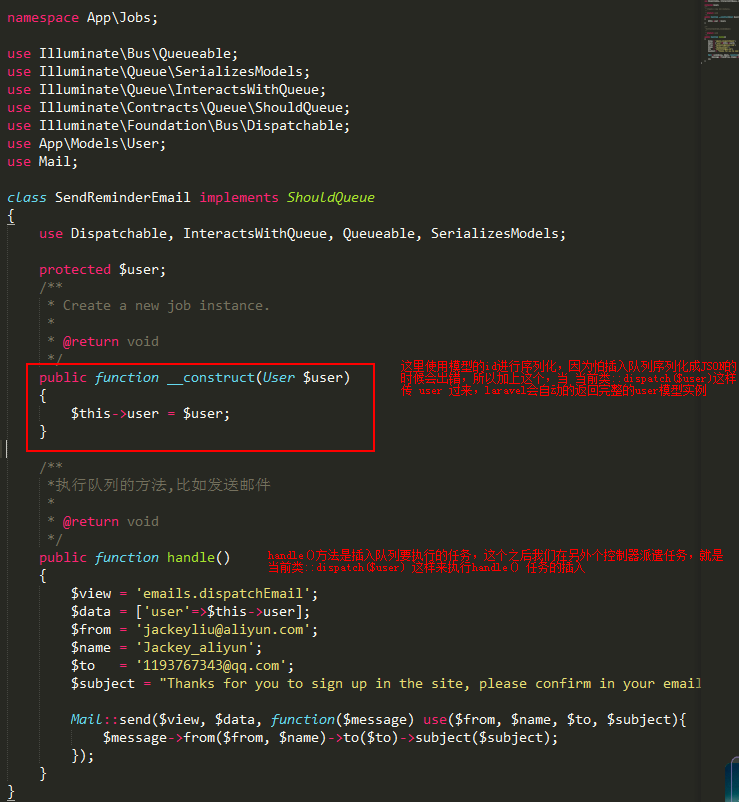 namespace App\Jobs;
use Illuminate\Bus\Queueable;
use Illuminate\Queue\SerializesModels;
use Illuminate\Queue\InteractsWithQueue;
use Illuminate\Contracts\Queue\ShouldQueue;
use Illuminate\Foundation\Bus\Dispatchable;
use App\Models\User;
use Mail;
class SendReminderEmail implements ShouldQueue
{
use Dispatchable, InteractsWithQueue, Queueable, SerializesModels;
protected $user;
/**
* Create a new job instance.
*
* @return void
*/
public function __construct(User $user)
{
$this->user = $user;
}
这里使用模型的id进行序列化，因为怕插入队列序列化成JSON的
时候会出错，所以加上这个，当 当前类::dispatch($user)这样
传 user 过来，laravel会自动的返回完整的user模型实例
/**
*执行队列的方法,比如发送邮件
*
* @return void
*/
public function handle()
handle()方法是插入队列要执行的任务，这个之后我们在另外个控制器派遣任务，就是
当前类::dispatch($user) 这样来执行handle() 任务的插入
{
$view = 'emails.dispatchEmail';
$data = ['user'=>$this->user];
$from = 'jackeyliu@aliyun.com';
$name = 'Jackey_aliyun';
$to   = '1193767343@qq.com';
$subject = "Thanks for you to sign up in the site, please confirm in your email
Mail::send($view, $data, function($message) use($from, $name, $to, $subject){
$message->from($from, $name)->to($to)->subject($subject);
});
}
}